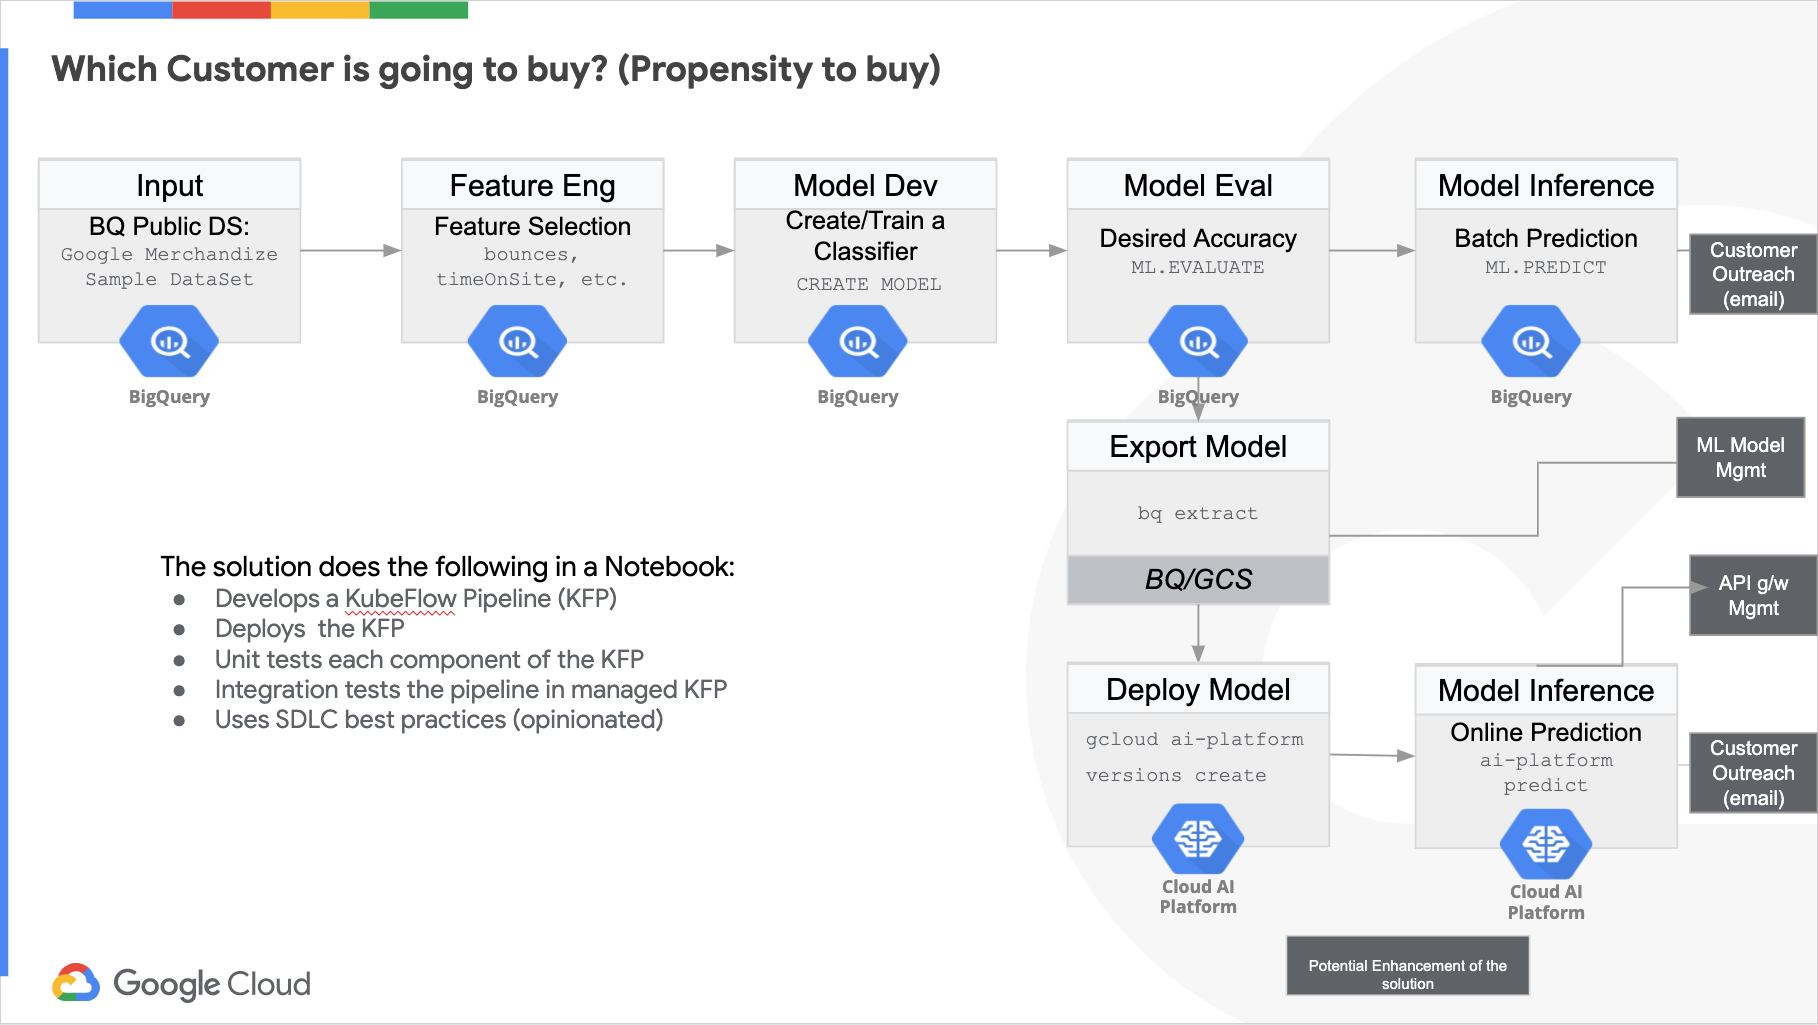 Which Customer is going to buy? (Propensity to buy)
Input
BQ Public DS:
Google Merchandize
Sample DataSet
BigQuery
Feature Eng
Feature Selection
bounces,
timeOnSite, etc.
BigQuery
Model Dev
Create/Train a
Classifier
CREATE MODEL
BigQuery
Model Eval
Desired Accuracy
ML.EVALUATE
BigQuery
Model Inference
Batch Prediction
ML.PREDICT
BigQuery
Customer
Outreach
(email)
Export Model
bq extract
BQ/GCS
ML Model
Mgmt
API g/w
Mgmt
The solution does the following in a Notebook:
● Develops a KubeFlow Pipeline (KFP)
● Deploys  the KFP
● Unit tests each component of the KFP
● Integration tests the pipeline in managed KFP
● Uses SDLC best practices (opinionated)
Deploy Model
gcloud ai-platform
versions create
Cloud AI
Platform
Model Inference
Online Prediction
ai-platform
predict
Cloud AI
Platform
Customer
Outreach
(email)
Potential Enhancement of the
solution
Google Cloud